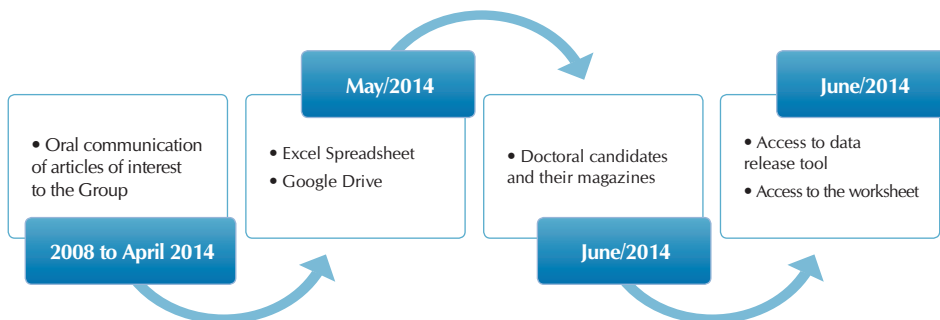 • Oral communication
of articles of interest
to the Group
2008 to April 2014
May/2014
• Excel Spreadsheet
• Google Drive
• Doctoral candidates
and their magazines
June/2014
June/2014
• Access to data
release tool
• Access to the worksheet